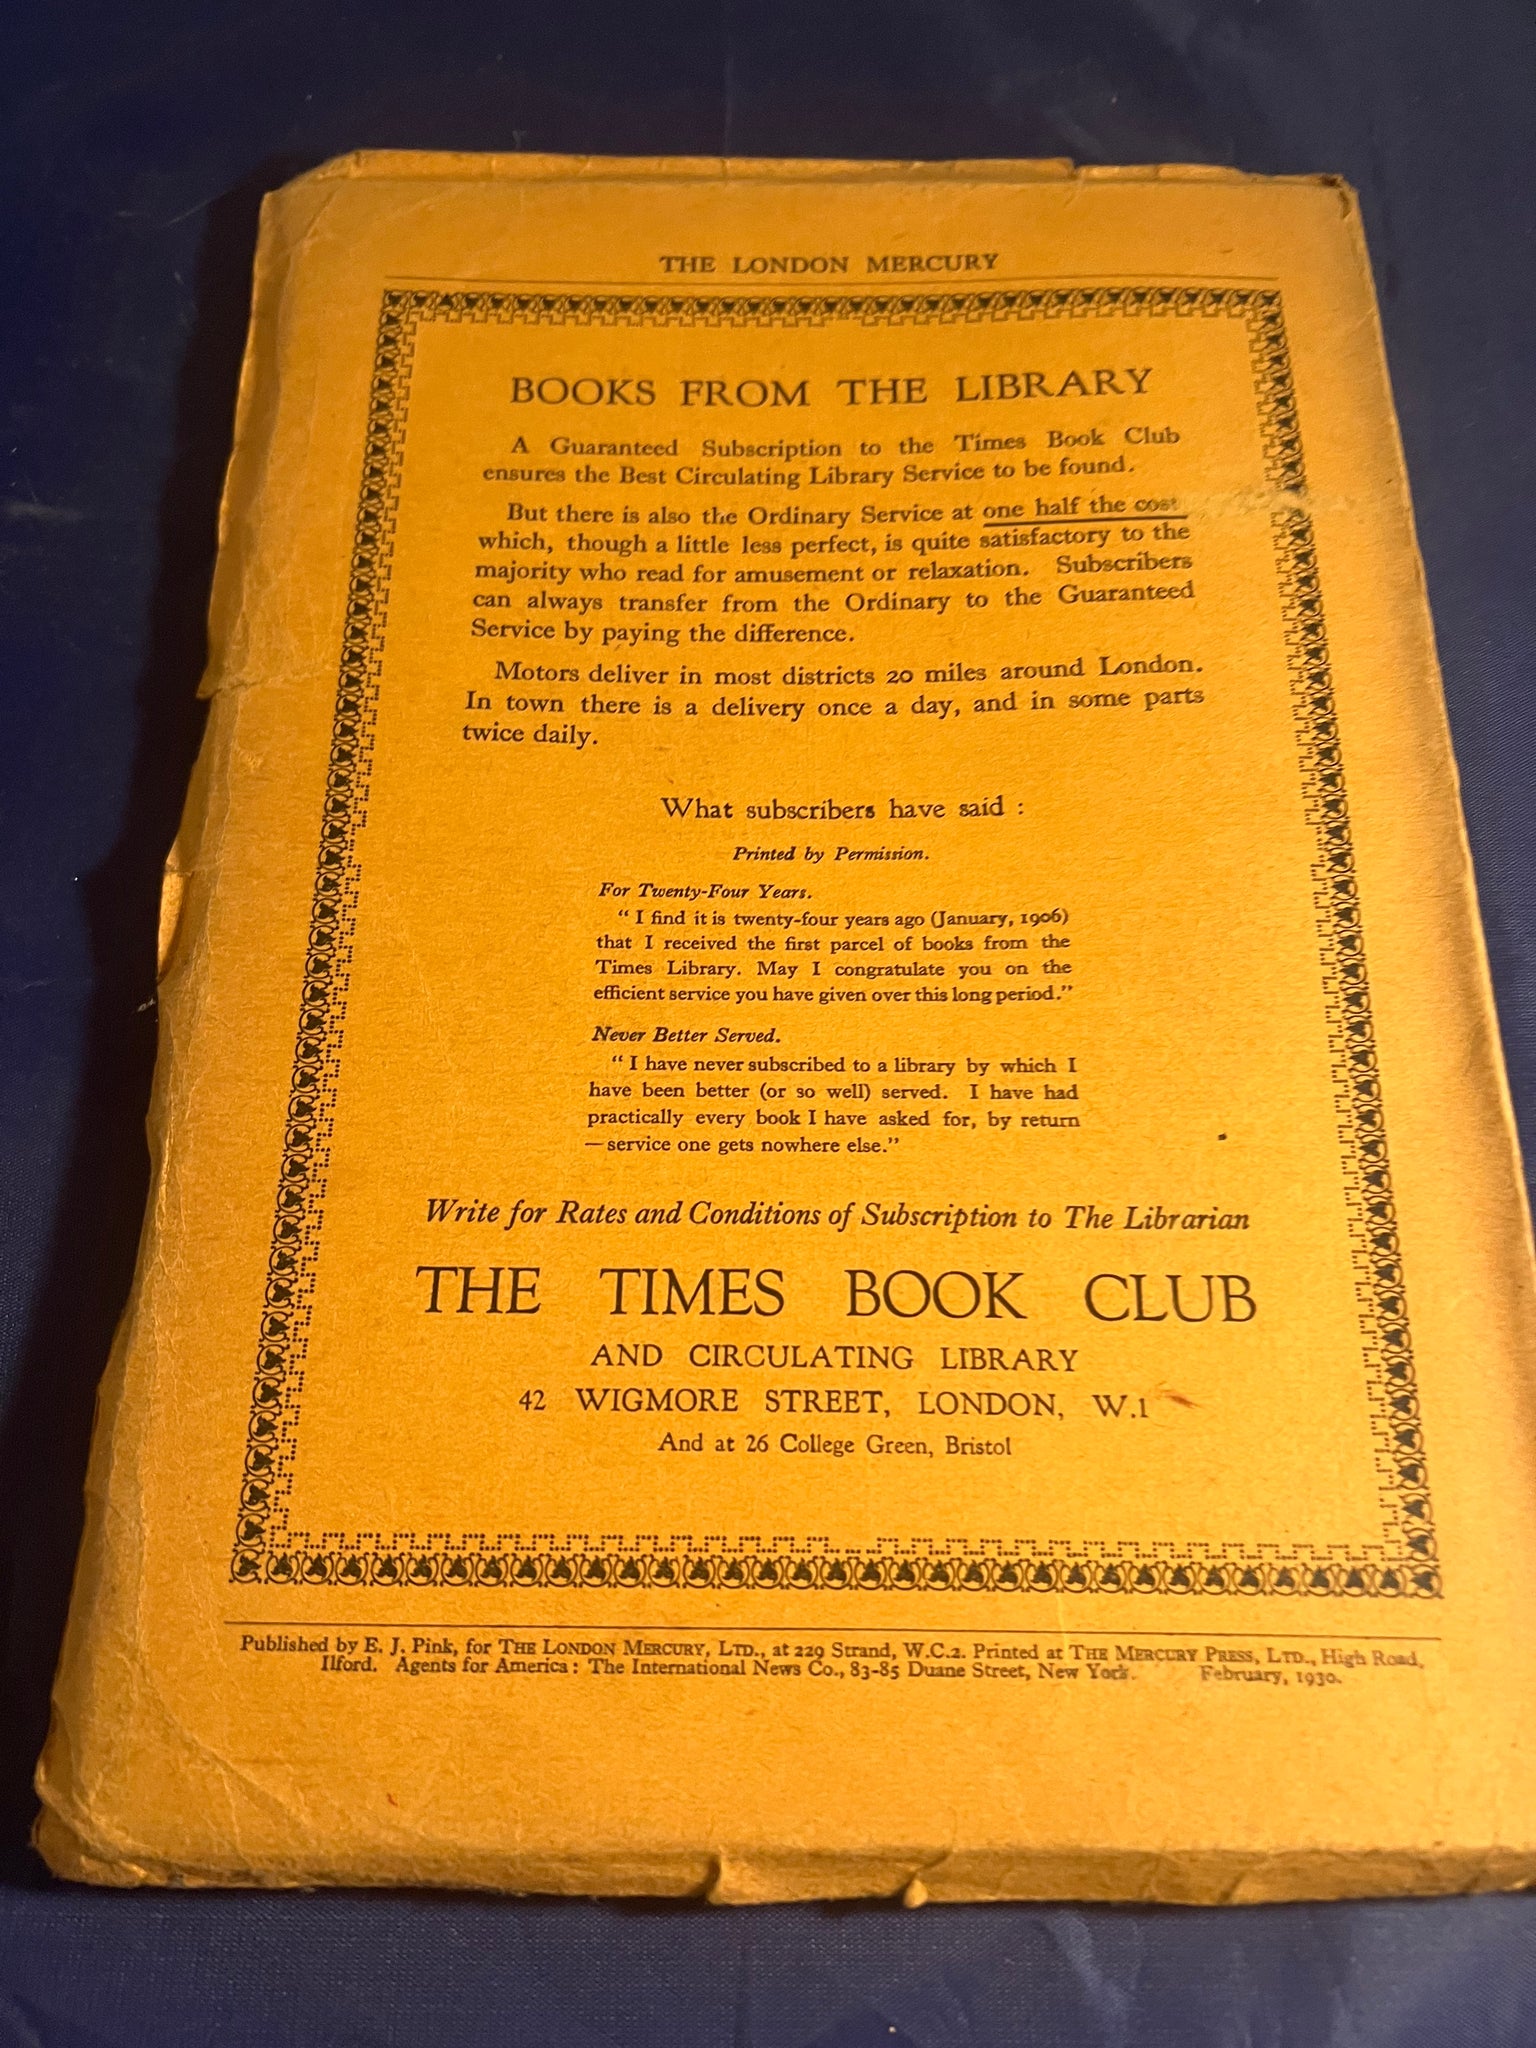 THE LONDON MERCURY
BOOKS FROM THE LIBRARY
A Guaranteed Subscription to the Times Book Club
ensures the Best Circulating Library Service to be found.
But there is also the Ordinary Service at one half the cost
which, though a little less perfect, is quite satisfactory to the
majority who read for amusement or relaxation. Subscribers
can always transfer from the Ordinary to the Guaranteed
Service by paying the difference.
Motors deliver in most districts 20 miles around London.
In town there is a delivery once a day, and in some parts
twice daily.
What subscribers have said :
Printed by Permission.
For Twenty-Four Years.
“ I find it is twenty-four years ago (January, 1906)
that I received the first parcel of books from the
Times Library. May I congratulate you on the
efficient service you have given over this long period.”
Never Better Served.
“ I have never subscribed to a library by which I
have been better (or so well) served. I have had
practically every book I have asked for, by return
— service one gets nowhere else.”
Write for Rates and Conditions of Subscription to The Librarian
THE TIMES BOOK CLUB
AND CIRCULATING LIBRARY
42 WIGMORE STREET, LONDON, W.1
And at 26 College Green, Bristol
Published by E. J. Pink, for THE LONDON MERCURY, LTD., at 229 Strand, W.C.2. Printed at THE MERCURY PRESS, LTD., High Road,
Ilford. Agents for America : The International News Co., 83-85 Duane Street, New York. February, 1930.